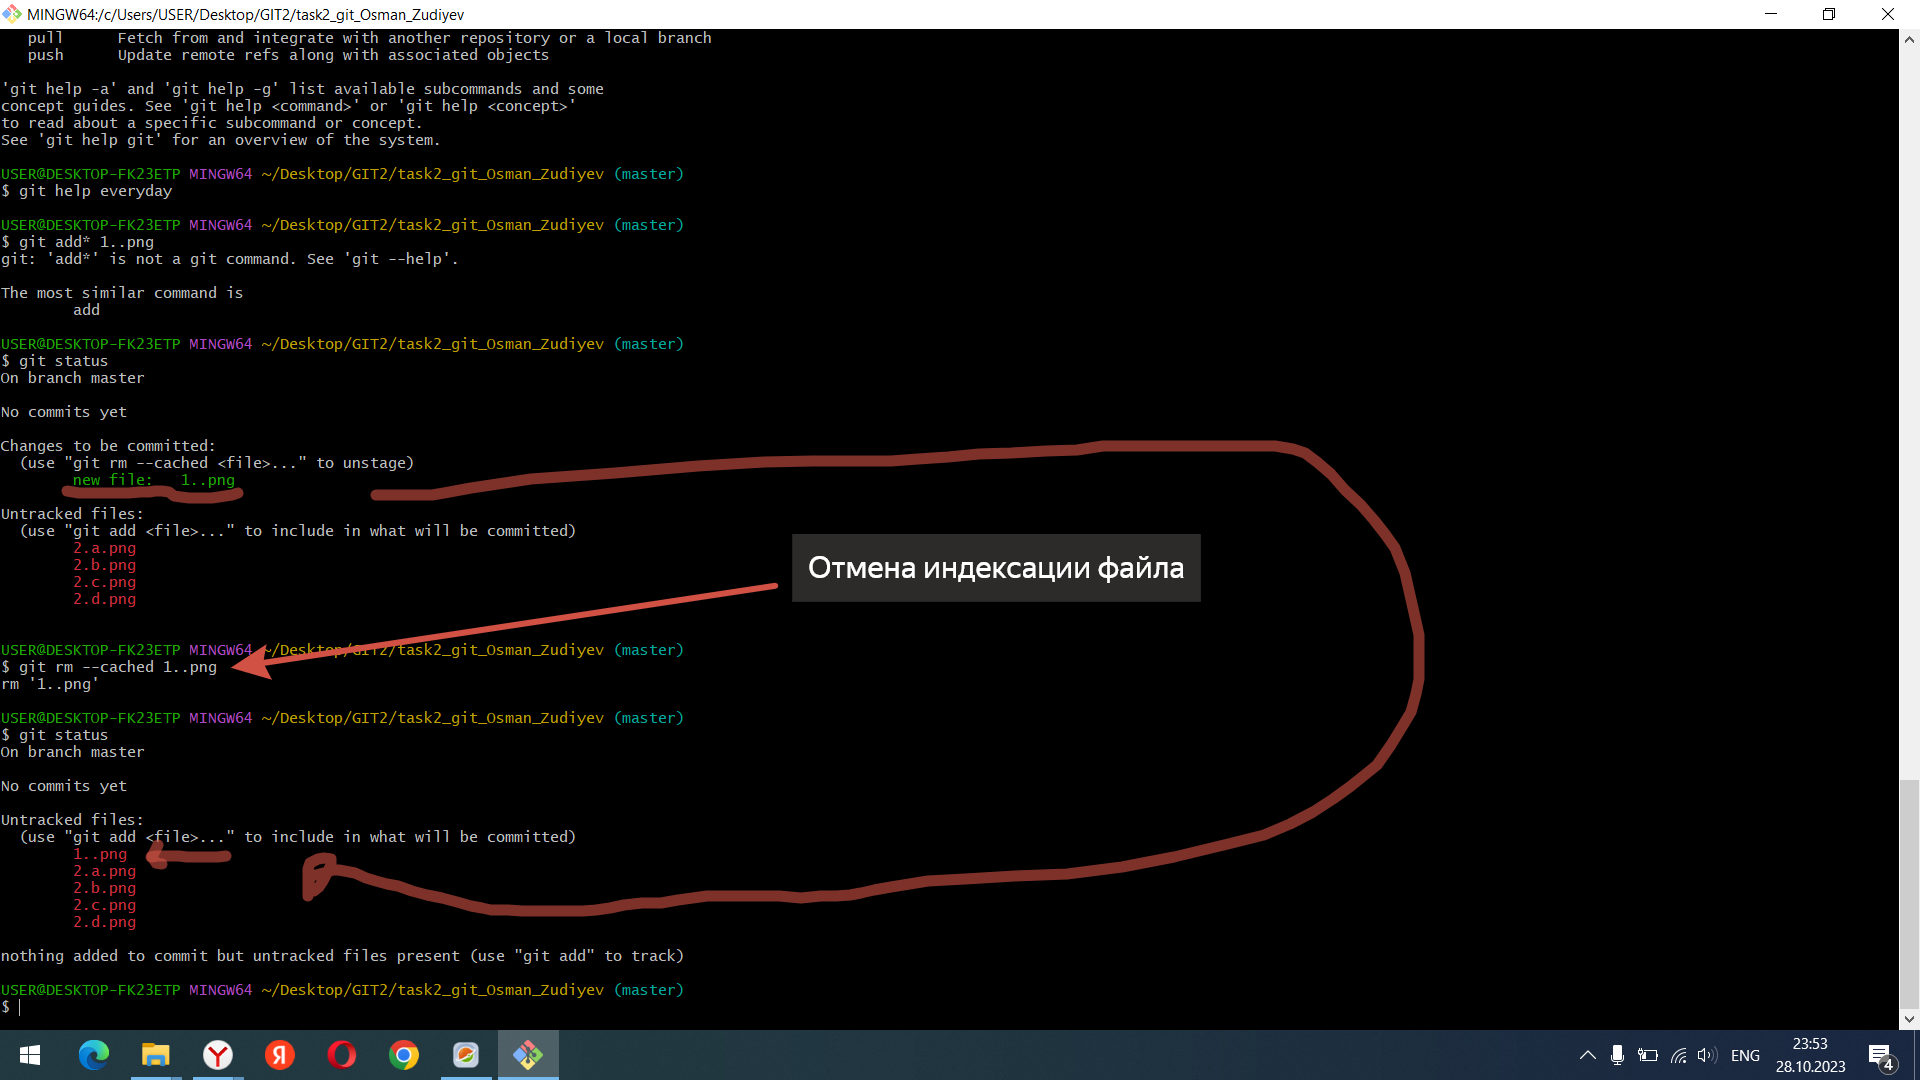 MINGW64:/c/Users/USER/Desktop/GIT2/task2_git_Osman_Zudiyev
pull      Fetch from and integrate with another repository or a local branch
push      Update remote refs along with associated objects
'git help -a' and 'git help -g' list available subcommands and some
concept guides. See 'git help <command>' or 'git help <concept>'
to read about a specific subcommand or concept.
See 'git help git' for an overview of the system.
USER@DESKTOP-FK23ETP MINGW64 ~/Desktop/GIT2/task2_git_Osman_Zudiyev (master)
$ git help everyday
USER@DESKTOP-FK23ETP MINGW64 ~/Desktop/GIT2/task2_git_Osman_Zudiyev (master)
$ git add* 1..png
git: 'add*' is not a git command. See 'git --help'.
The most similar command is
add
USER@DESKTOP-FK23ETP MINGW64 ~/Desktop/GIT2/task2_git_Osman_Zudiyev (master)
$ git status
On branch master
No commits yet
Changes to be committed:
(use "git rm --cached <file>..." to unstage)
new file:   1..png
Untracked files:
(use "git add <file>..." to include in what will be committed)
2.a.png
2.b.png
2.c.png
2.d.png
Отмена индексации файла
USER@DESKTOP-FK23ETP MINGW64 ~/Desktop/GIT2/task2_git_Osman_Zudiyev (master)
$ git rm --cached 1..png
rm '1..png'
USER@DESKTOP-FK23ETP MINGW64 ~/Desktop/GIT2/task2_git_Osman_Zudiyev (master)
$ git status
On branch master
No commits yet
Untracked files:
(use "git add <file>..." to include in what will be committed)
1..png
2.a.png
2.b.png
2.c.png
2.d.png
nothing added to commit but untracked files present (use "git add" to track)
USER@DESKTOP-FK23ETP MINGW64 ~/Desktop/GIT2/task2_git_Osman_Zudiyev (master)
$
ENG
23:53
28.10.2023
4